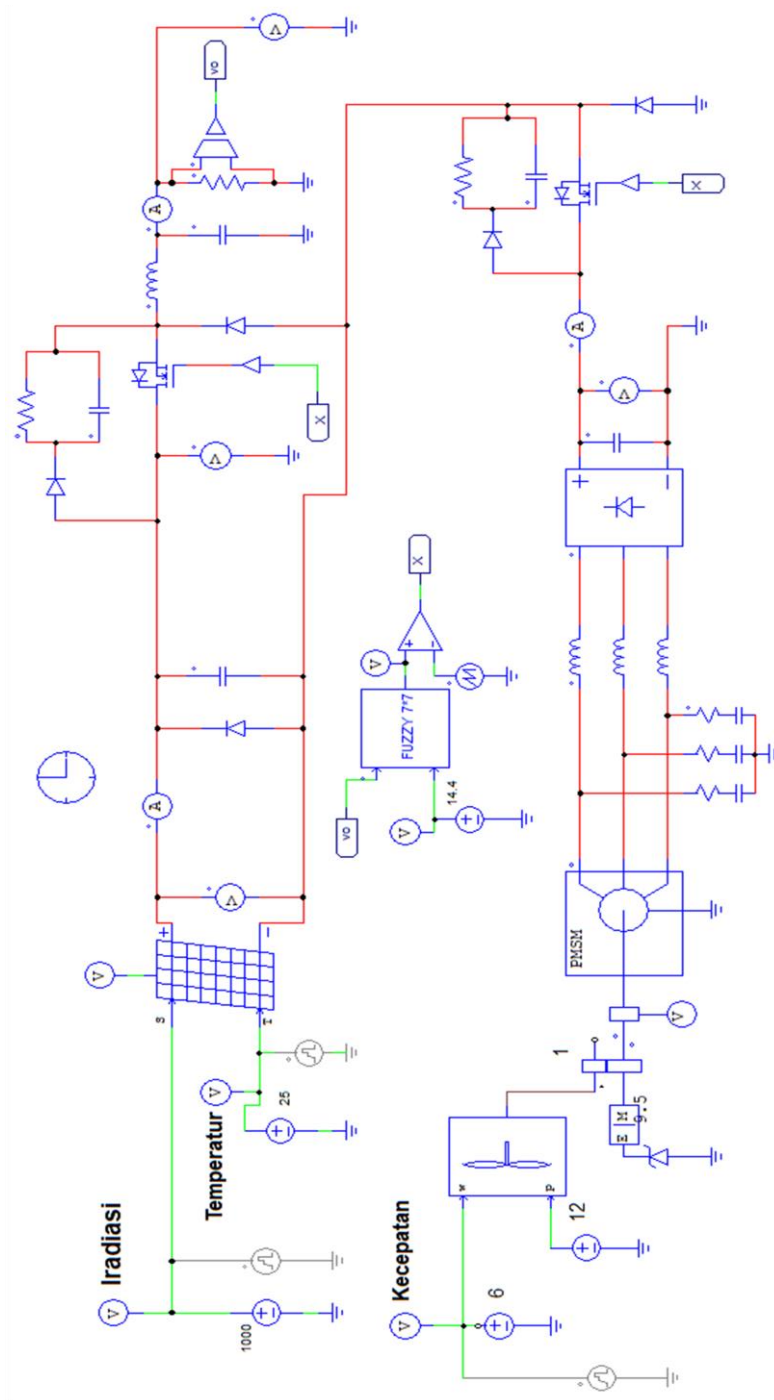 V
Iradiasi
1000
V
Temperatur
25
S
T
V
+
-
V
A
V
X
A
vo
V
vo
V
14.4
FUZZY 7*7
V
+
-
X
V
Kecepatan
6
w
P
12
1
E M
9.5
V
PMSM
+
-
V
A
X